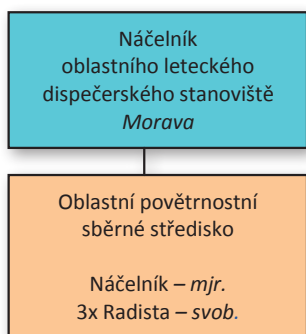 Náčelník
oblastního leteckého
dispečerského stanoviště
Morava
Oblastní povětrnostní
sběrné středisko
Náčelník – mjr.
3x Radista – svob.